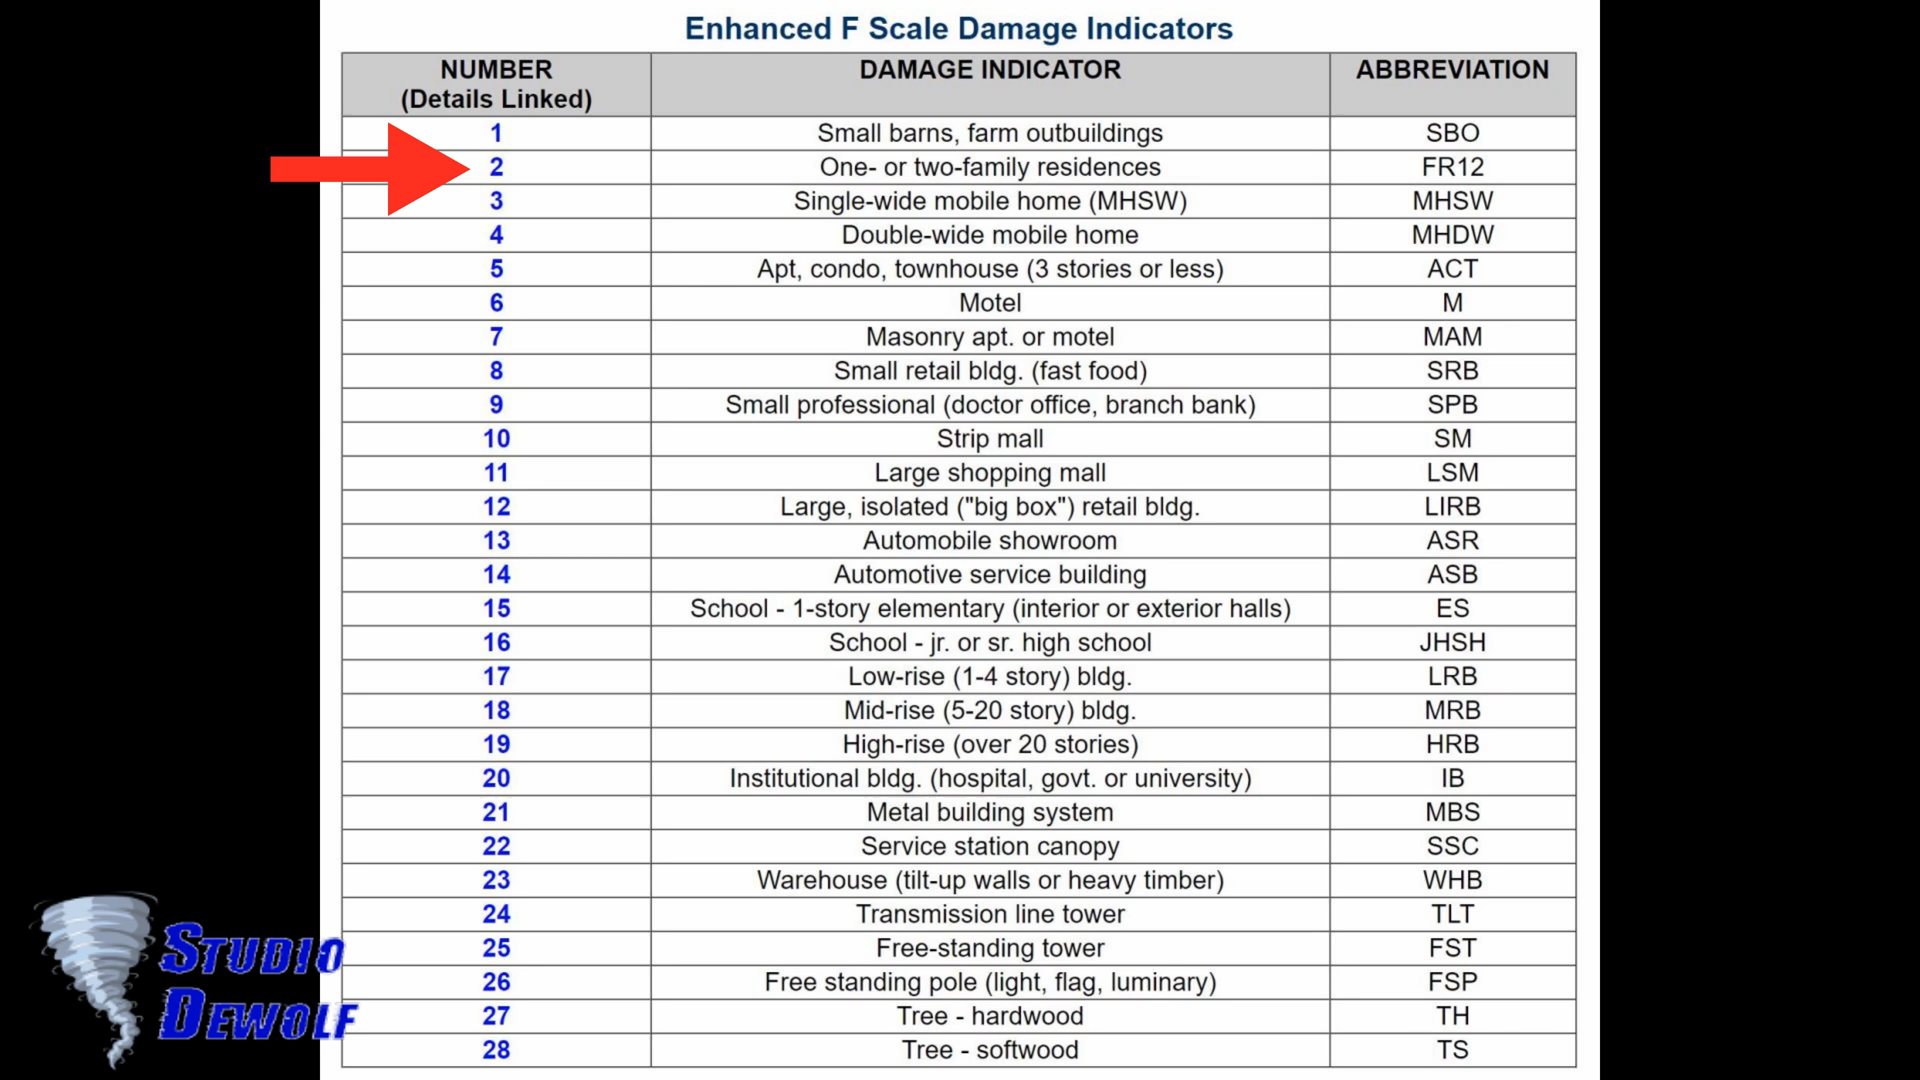 Enhanced F Scale Damage Indicators
NUMBER DAMAGE INDICATOR ABBREVIATION
(Details Linked)
1 Small barns, farm outbuildings SBO
2 One- or two-family residences FR12
3 Single-wide mobile home (MHSW) MHSW
4 Double-wide mobile home MHDW
5 Apt, condo, townhouse (3 stories or less) ACT
6 Motel M
7 Masonry apt. or motel MAM
8 Small retail bldg. (fast food) SRB
9 Small professional (doctor office, branch bank) SPB
10 Strip mall SM
11 Large shopping mall LSM
12 Large, isolated ("big box") retail bldg. LIRB
13 Automobile showroom ASR
14 Automotive service building ASB
15 School - 1-story elementary (interior or exterior halls) ES
16 School - jr. or sr. high school JHSH
17 Low-rise (1-4 story) bldg. LRB
18 Mid-rise (5-20 story) bldg. MRB
19 High-rise (over 20 stories) HRB
20 Institutional bldg. (hospital, govt. or university) IB
21 Metal building system MBS
22 Service station canopy SSC
23 Warehouse (tilt-up walls or heavy timber) WHB
24 Transmission line tower TLT
25 Free-standing tower FST
26 Free standing pole (light, flag, luminary) FSP
27 Tree - hardwood TH
28 Tree - softwood TS
STUDIO
DEWOLF